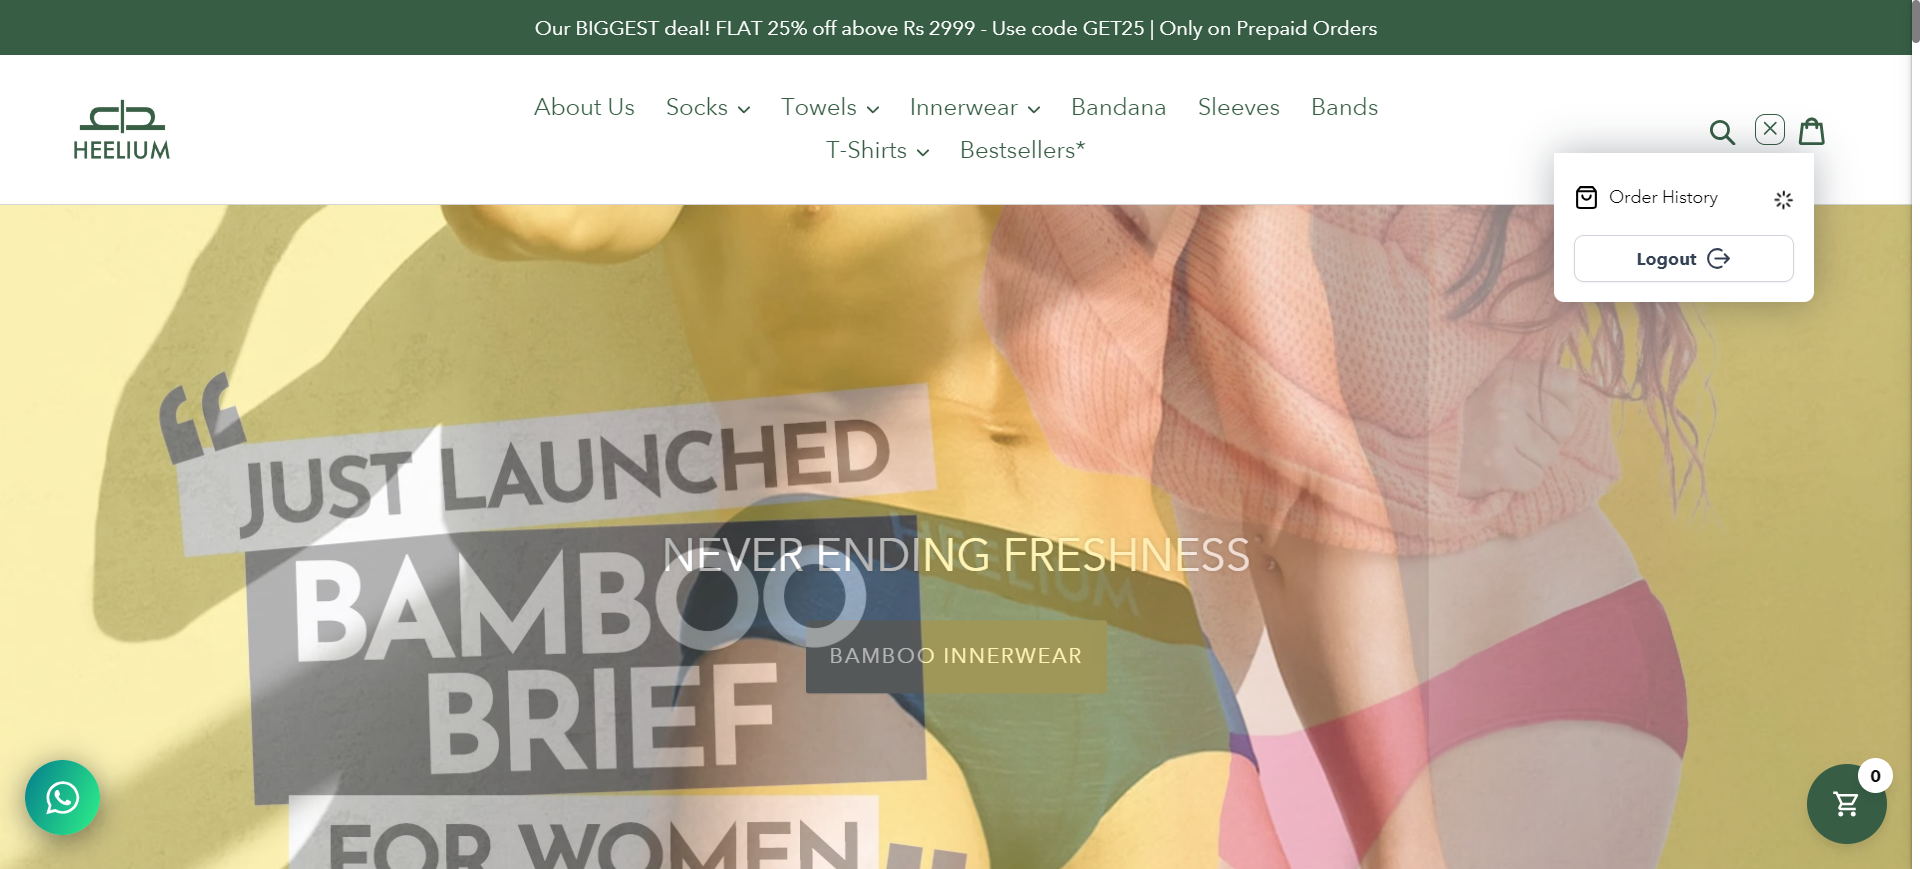 Our BIGGEST deal! FLAT 25% off above Rs 2999 - Use code GET25 | Only on Prepaid Orders
HEELIUM
About Us Socks Towels Innerwear Bandana Sleeves Bands
T-Shirts Bestsellers*
Order History
Logout
“JUST LAUNCHED
BAMBOO
BRIEF
FOR WOMEN”
HEELIUM
NEVER ENDING FRESHNESS
BAMBOO INNERWEAR
0